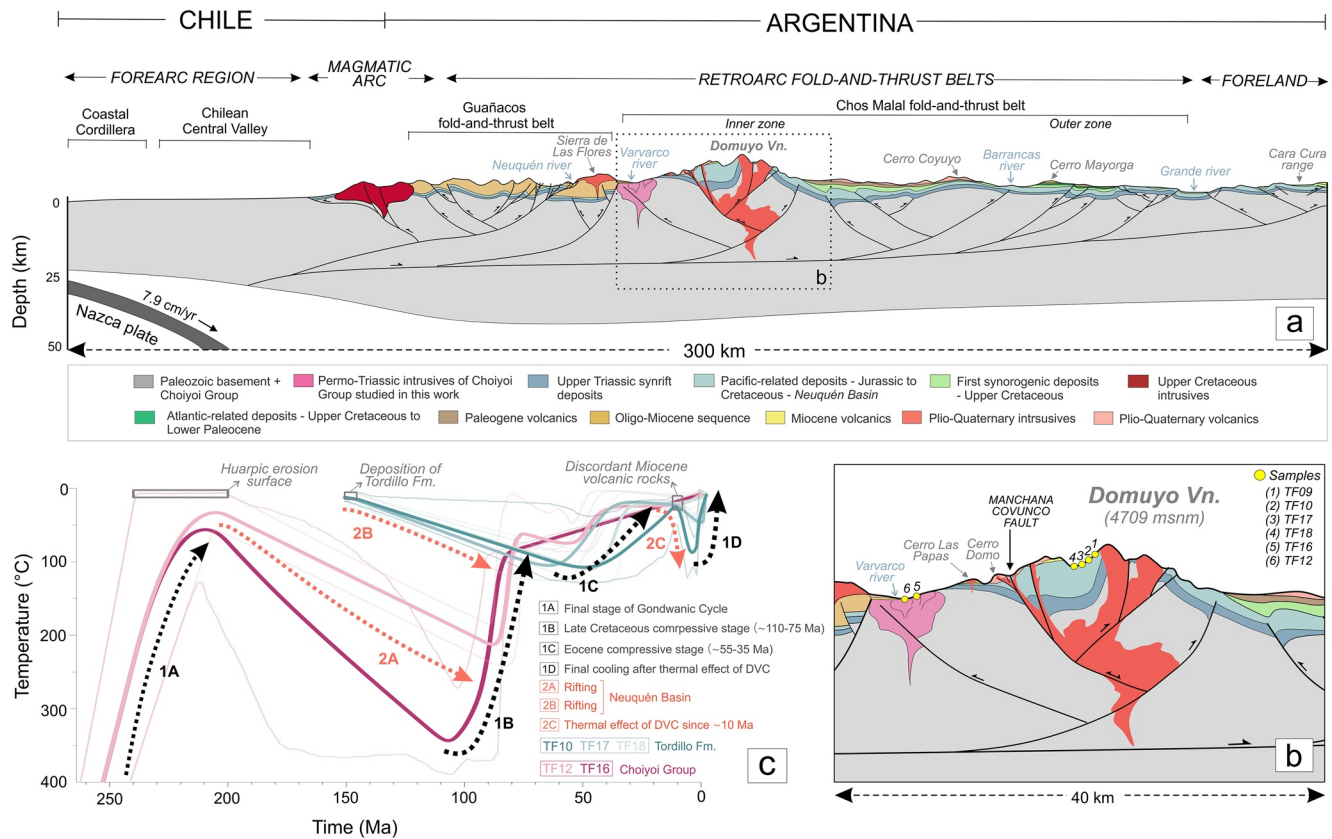 CHILE
ARGENTINA
FOREARC REGION
MAGMATIC
ARC
RETROARC FOLD-AND-THRUST BELTS
FORELAND
Coastal
Cordillera
Chilean
Central Valley
Guañacos
fold-and-thrust belt
Chos Malal fold-and-thrust belt
Inner zone
Outer zone
Neuquén river
Sierra de
Las Flores
Varvarco
river
Domuyo Vn.
Cerro Coyuyo
Barrancas
river
Cerro Mayorga
Grande river
Cara Cura
range
Depth (km)
0
25
50
7.9 cm/yr
Nazca plate
b
a
300 km
Paleozoic basement +
Choiyoi Group
Permo-Triassic intrusives of Choiyoi
Group studied in this work
Upper Triassic synrift
deposits
Pacific-related deposits - Jurassic to
Cretaceous - Neuquén Basin
First synorogenic deposits
- Upper Cretaceous
Upper Cretaceous
intrusives
Atlantic-related deposits - Upper Cretaceous to
Lower Paleocene
Paleogene volcanics
Oligo-Miocene sequence
Miocene volcanics
Plio-Quaternary intrusives
Plio-Quaternary volcanics
Huarpic erosion
surface
Deposition of
Tordillo Fm.
Discordant Miocene
volcanic rocks
Temperature (°C)
0
100
200
300
400
1A
2A
2B
1B
1C
2C
1D
1A Final stage of Gondwanic Cycle
1B Late Cretaceous comrpessive stage (~110-75 Ma)
1C Eocene compressive stage (~55-35 Ma)
1D Final cooling after thermal effect of DVC
2A Rifting
2B Rifting
Neuquén Basin
2C Thermal effect of DVC since ~10 Ma
TF10 TF17 TF18 Tordillo Fm.
TF12 TF16 Choiyoi Group
c
250 200 150 100 50 0
Time (Ma)
Samples
(1) TF09
(2) TF10
(3) TF17
(4) TF18
(5) TF16
(6) TF12
Domuyo Vn.
(4709 msnm)
MANCHANA
COVUNCO
FAULT
Cerro Las
Papas
Cerro
Domo
Varvarco
river
6 5
4 3 2 1
b
40 km